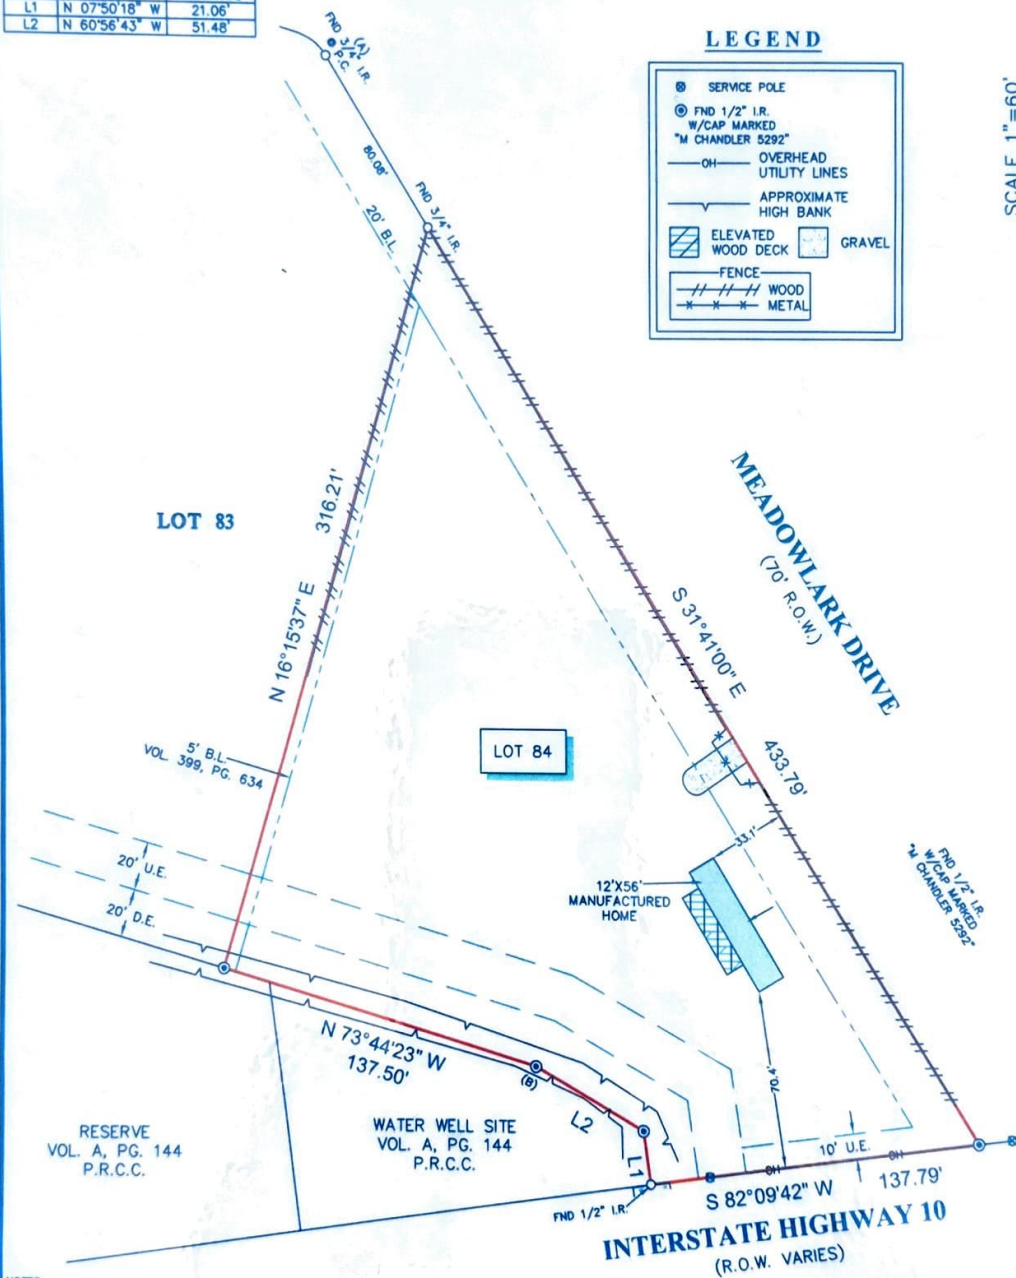 L1 N 07°50'18" W 21.06'
L2 N 60°56'43" W 51.48'
FND 3/4" I.R.
(A)
P.C.
80.08'
20' B.L.
FND 3/4" I.R.
LEGEND
SERVICE POLE
FND 1/2" I.R.
W/CAP MARKED
"M CHANDLER 5292"
OH
OVERHEAD
UTILITY LINES
APPROXIMATE
HIGH BANK
ELEVATED
WOOD DECK
GRAVEL
FENCE
WOOD
METAL
SCALE 1"=60'
LOT 83
316.21'
N 16°15'37" E
MEADOWLARK DRIVE
(70' R.O.W.)
S 31°41'00" E
433.79'
5' B.L.
VOL. 399, PG. 634
LOT 84
33.1'
12'X56'
MANUFACTURED
HOME
FND 1/2" I.R.
W/CAP MARKED
"M CHANDLER 5292"
20' U.E.
20' D.E.
N 73°44'23" W
137.50'
(B)
L2
L1
70.4'
RESERVE
VOL. A, PG. 144
P.R.C.C.
WATER WELL SITE
VOL. A, PG. 144
P.R.C.C.
10' U.E.
OH
OH
S 82°09'42" W
137.79'
FND 1/2" I.R.
INTERSTATE HIGHWAY 10
(R.O.W. VARIES)